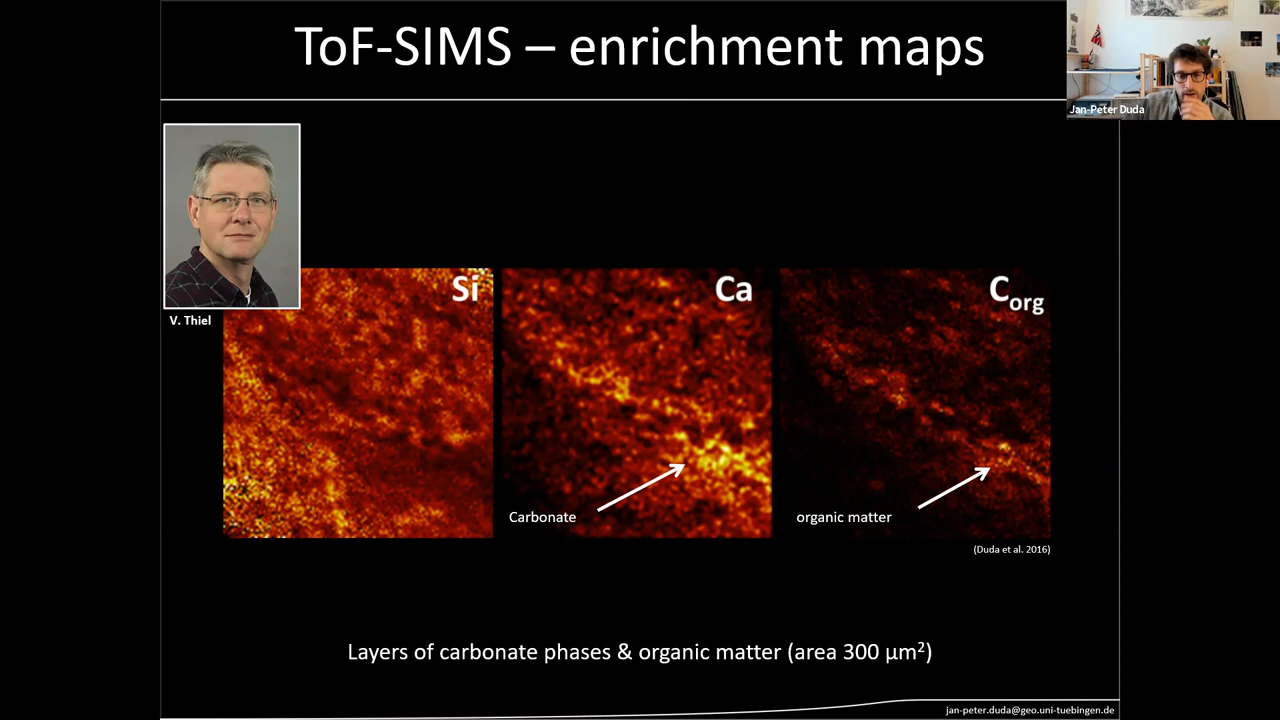 ToF-SIMS – enrichment maps
Jan-Peter Duda
V. Thiel
Si
Ca
Corg
Carbonate
organic matter
(Duda et al. 2016)
Layers of carbonate phases & organic matter (area 300 µm²)
jan-peter.duda@geo.uni-tuebingen.de